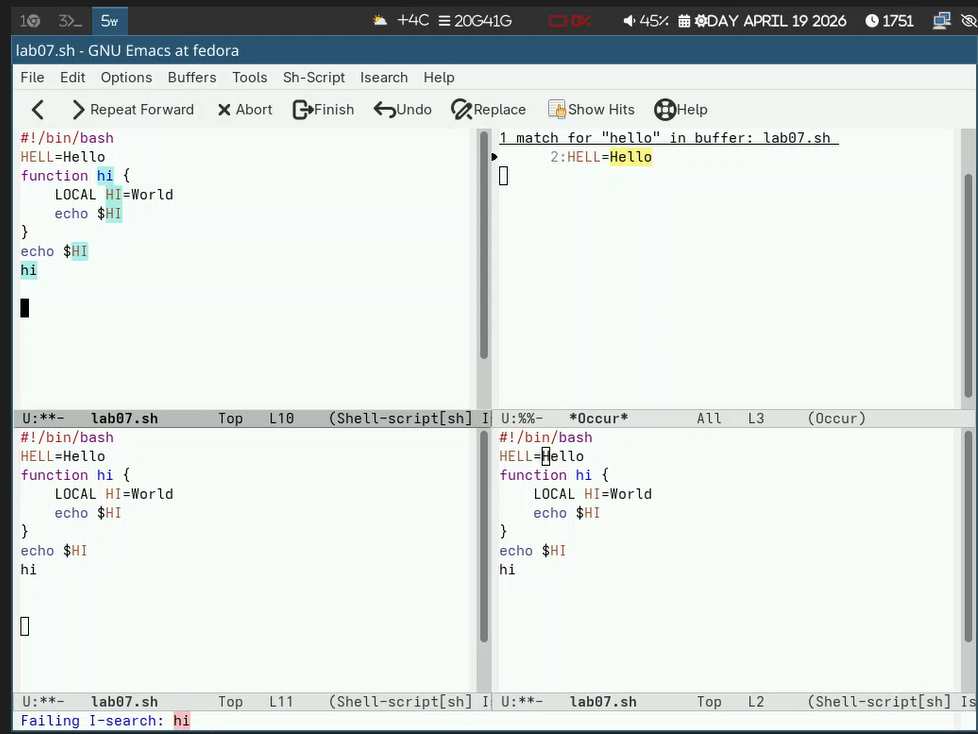 1
3>_
5w
+4C
20G41G
0%
45%
DAY APRIL 19 2026
1751
lab07.sh - GNU Emacs at fedora
File Edit Options Buffers Tools Sh-Script Isearch Help
Repeat Forward Abort Finish Undo Replace Show Hits Help
#!/bin/bash
HELL=Hello
function hi {
LOCAL HI=World
echo $HI
}
echo $HI
hi
U:**- lab07.sh Top L10 (Shell-script[sh] I
1 match for "hello" in buffer: lab07.sh
2:HELL=Hello
U:%%- *Occur* All L3 (Occur)
#!/bin/bash
HELL=Hello
function hi {
LOCAL HI=World
echo $HI
}
echo $HI
hi
U:**- lab07.sh Top L11 (Shell-script[sh] I
#!/bin/bash
HELL=Hello
function hi {
LOCAL HI=World
echo $HI
}
echo $HI
hi
U:**- lab07.sh Top L2 (Shell-script[sh] Is
Failing I-search: hi